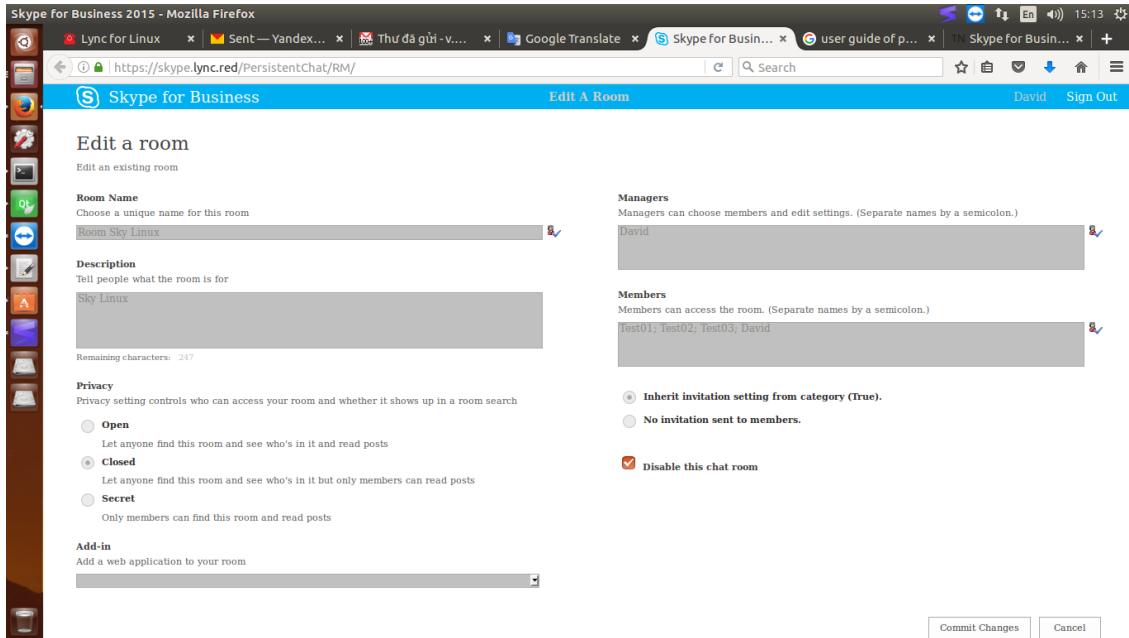 Skype for Business 2015 - Mozilla Firefox
En
15:13
Lync for Linux
Sent — Yandex...
Thư đã gửi - v....
Google Translate
Skype for Busin...
user guide of p...
TN Skype for Busin...
https://skype.lync.red/PersistentChat/RM/
Search
Skype for Business
Edit A Room
David
Sign Out
Edit a room
Edit an existing room
Room Name
Choose a unique name for this room
Room Sky Linux
Description
Tell people what the room is for
Sky Linux
Remaining characters: 247
Privacy
Privacy setting controls who can access your room and whether it shows up in a room search
Open
Let anyone find this room and see who's in it and read posts
Closed
Let anyone find this room and see who's in it but only members can read posts
Secret
Only members can find this room and read posts
Add-in
Add a web application to your room
Managers
Managers can choose members and edit settings. (Separate names by a semicolon.)
David
Members
Members can access the room. (Separate names by a semicolon.)
Test01; Test02; Test03; David
Inherit invitation setting from category (True).
No invitation sent to members.
Disable this chat room
Commit Changes
Cancel